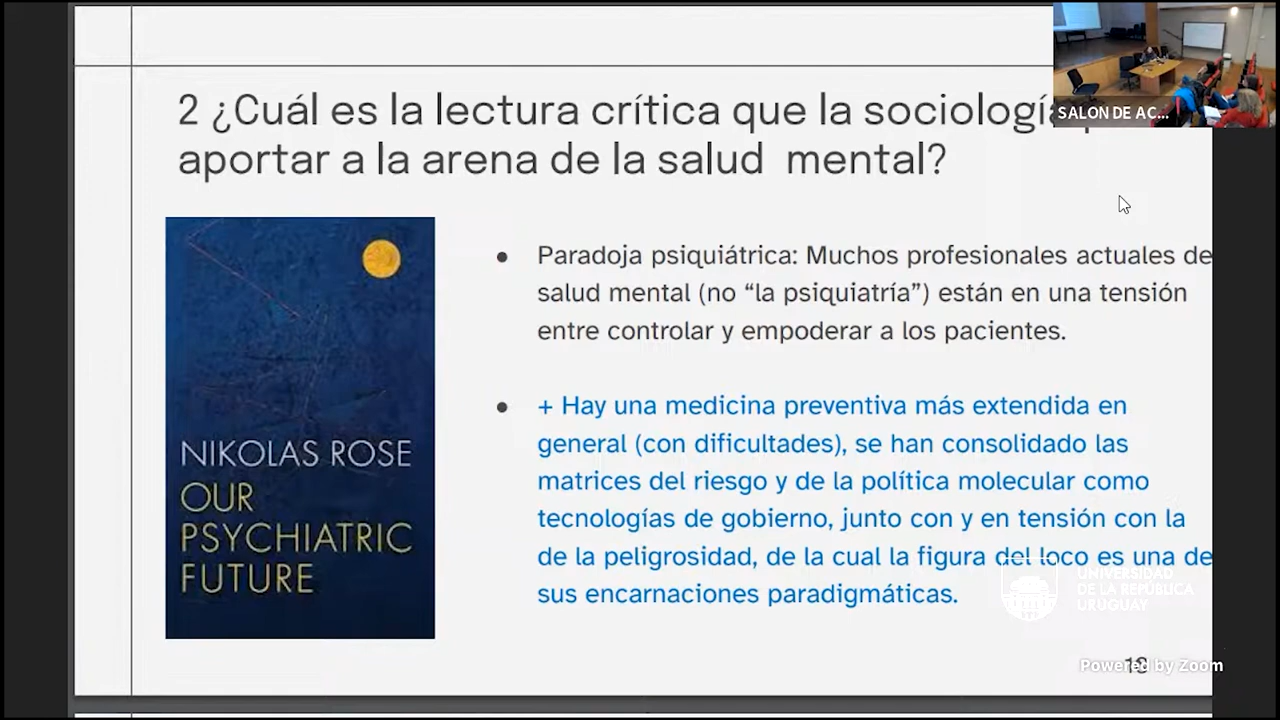 2 ¿Cuál es la lectura crítica que la sociología
aportar a la arena de la salud mental?
SALON DE AC...
NIKOLAS ROSE
OUR
PSYCHIATRIC
FUTURE
● Paradoja psiquiátrica: Muchos profesionales actuales de
salud mental (no “la psiquiatría”) están en una tensión
entre controlar y empoderar a los pacientes.
● + Hay una medicina preventiva más extendida en
general (con dificultades), se han consolidado las
matrices del riesgo y de la política molecular como
tecnologías de gobierno, junto con y en tensión con la
de la peligrosidad, de la cual la figura del loco es una de
sus encarnaciones paradigmáticas.
UNIVERSIDAD
DE LA REPÚBLICA
URUGUAY
Powered by Zoom